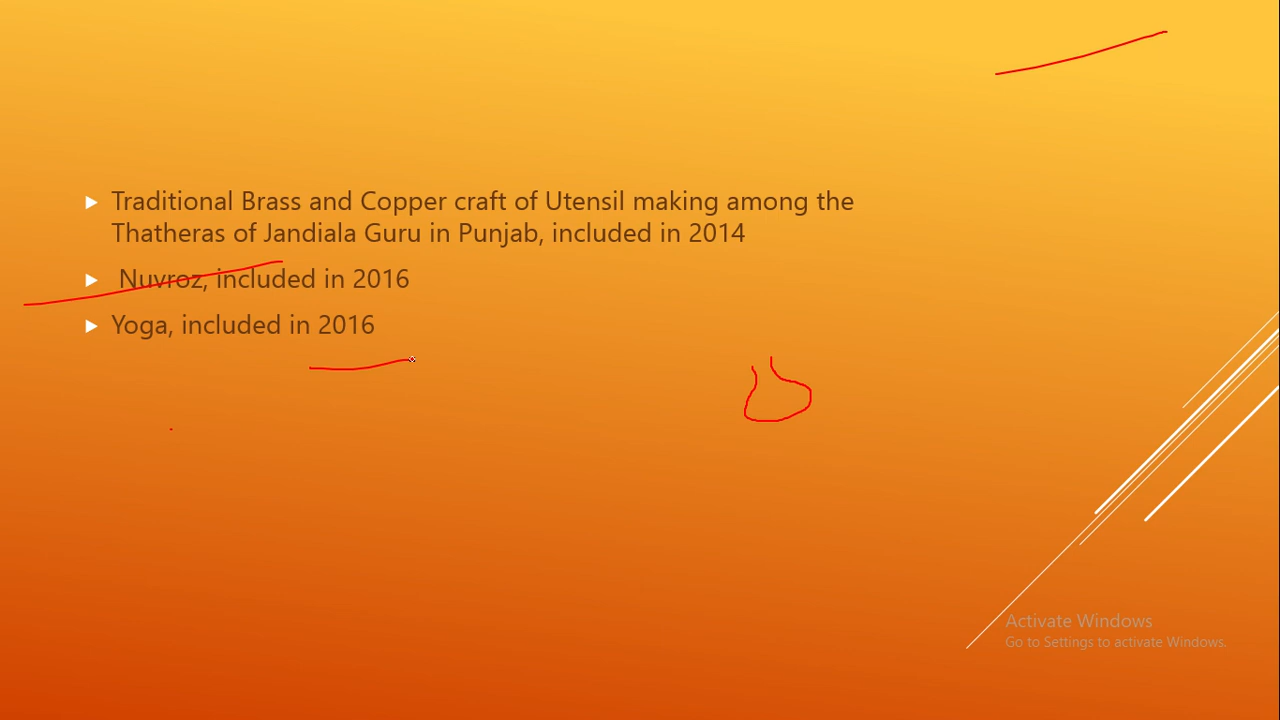 Traditional Brass and Copper craft of Utensil making among the
Thatheras of Jandiala Guru in Punjab, included in 2014
Nuvroz, included in 2016
Yoga, included in 2016
Activate Windows
Go to Settings to activate Windows.